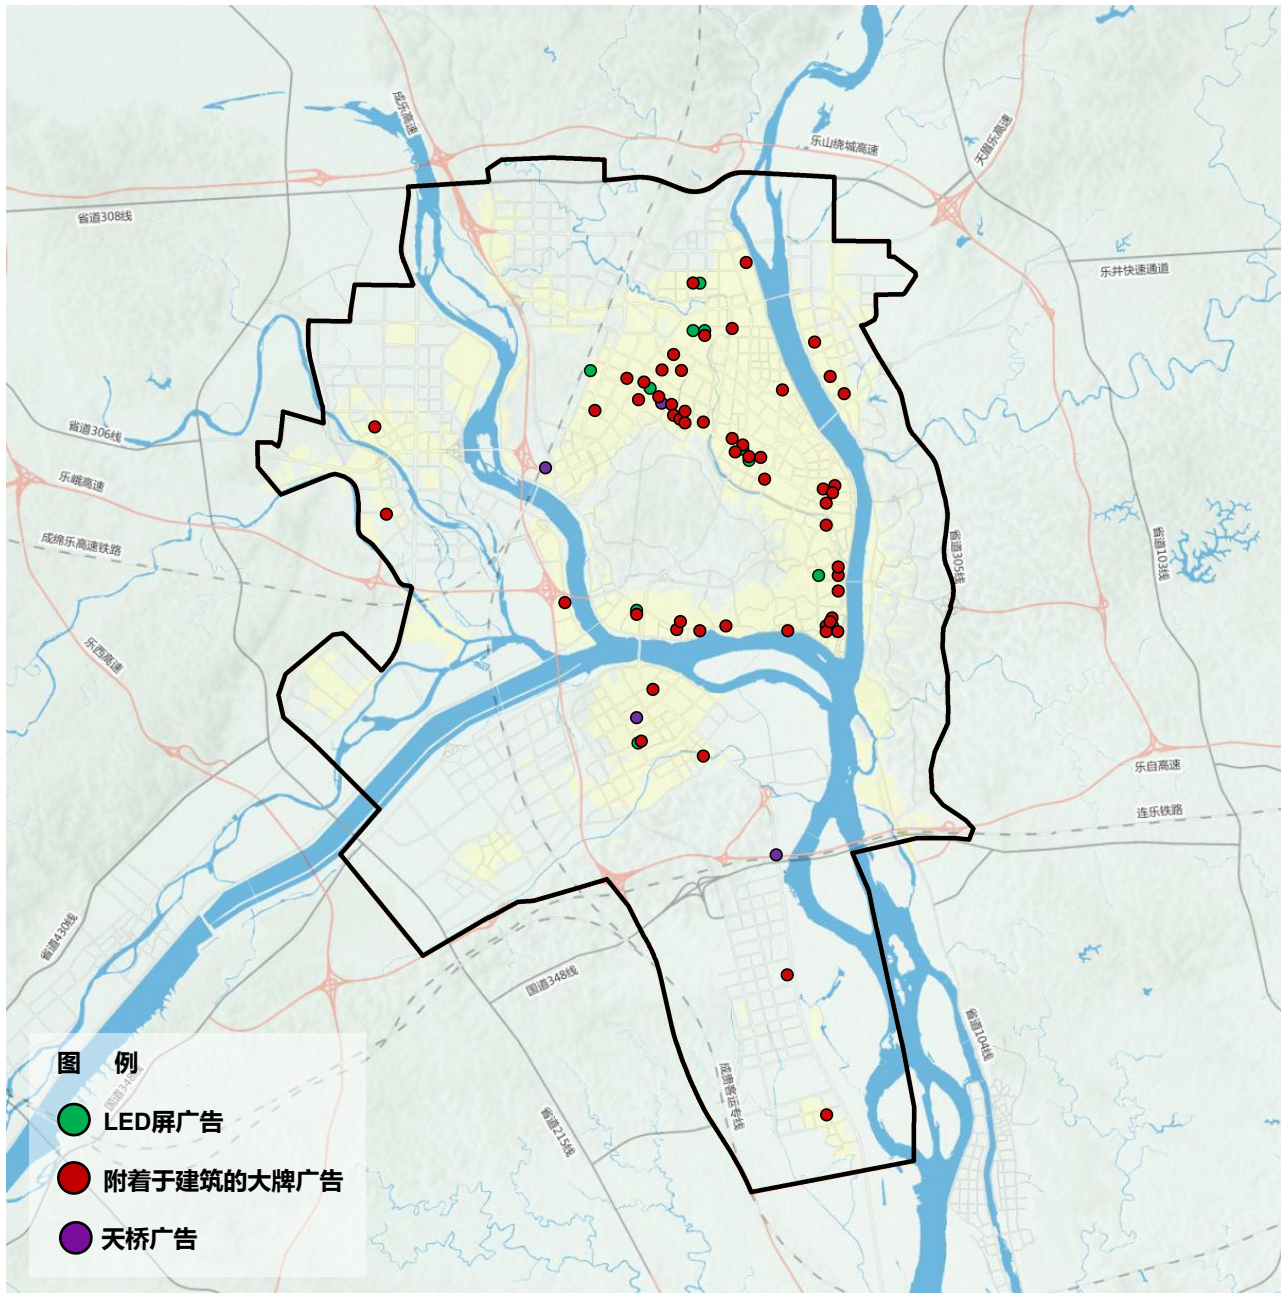 成乐高速
乐山绕城高速
天眉乐高速
省道308线
乐井快速通道
省道306线
乐峨高速
成绵乐高速铁路
省道305线
省道103线
乐西高速
乐自高速
连乐铁路
省道430线
国道348线
省道104线
图 例
国道348线
成贵客运专线
省道215线
LED屏广告
附着于建筑的大牌广告
天桥广告